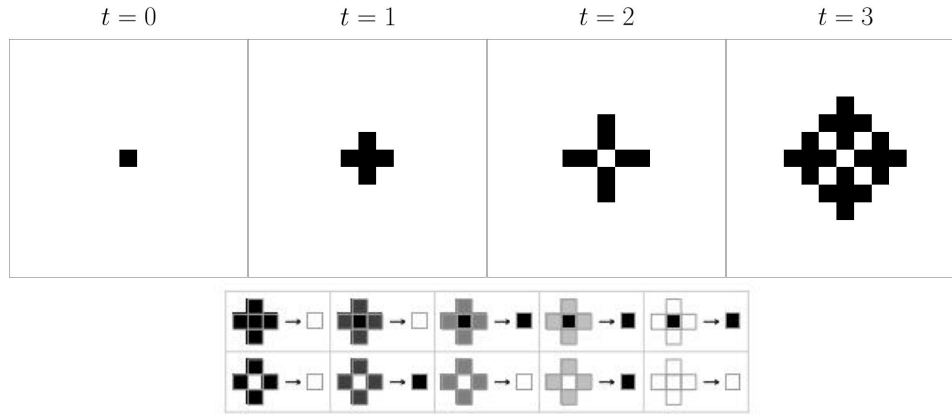 t = 0 t = 1 t = 2 t = 3